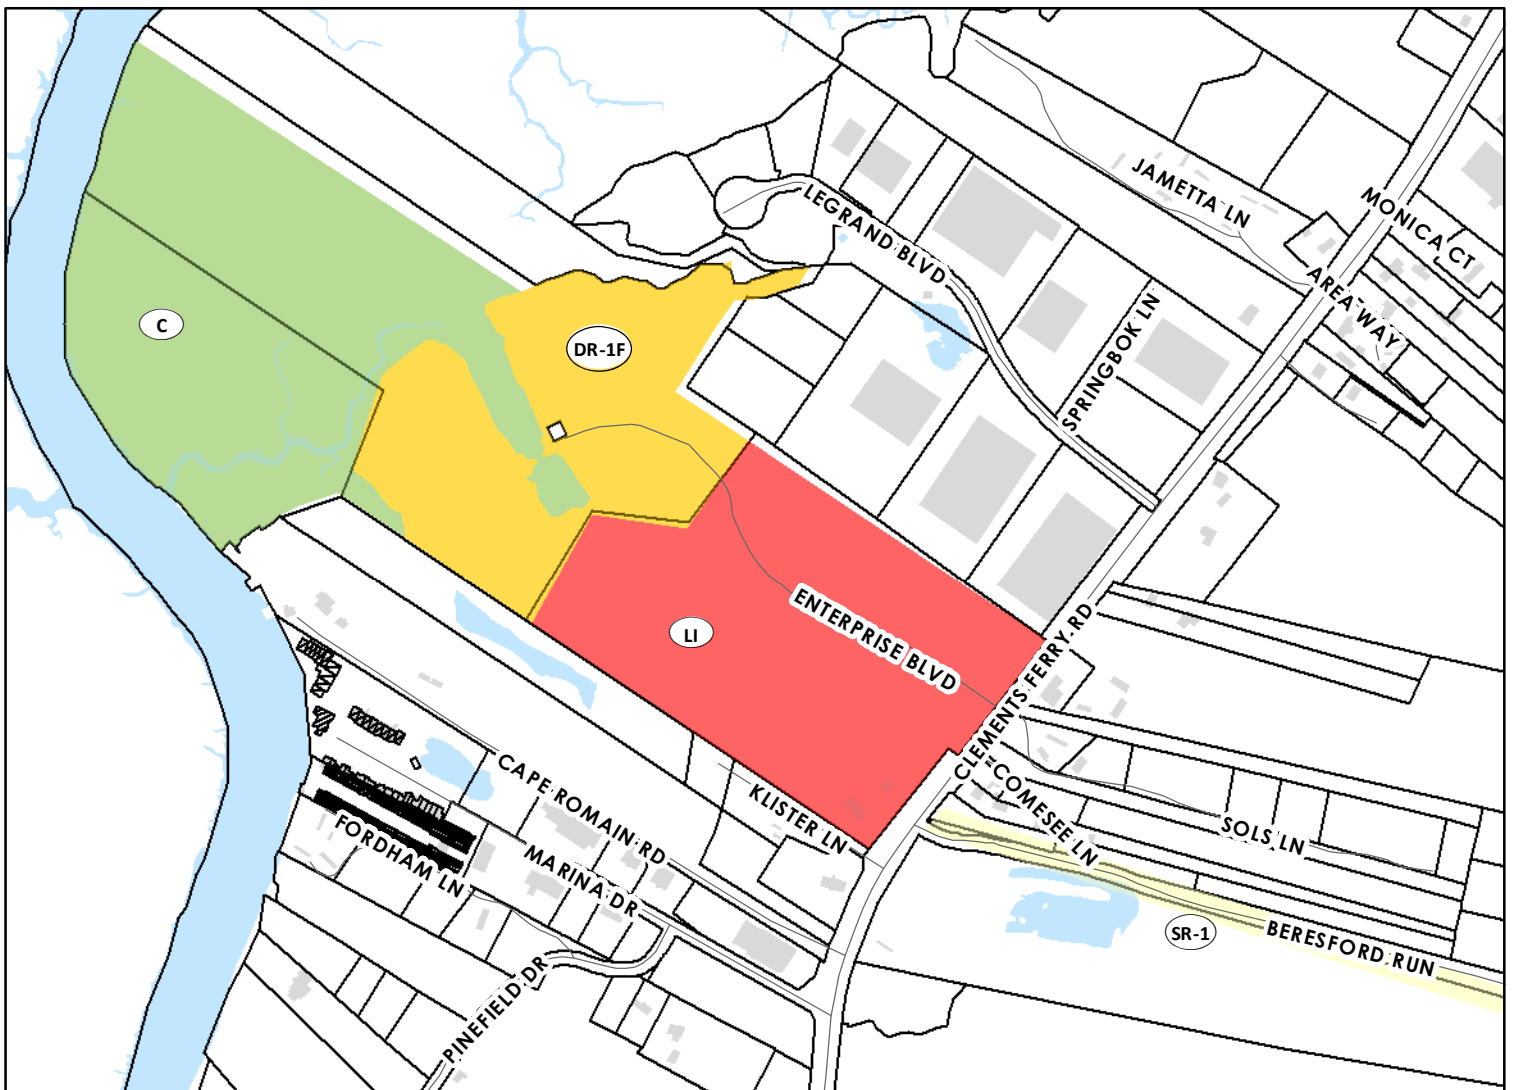 JAMETTA LN
MONICA CT
LEGRAND BLVD
AREA WAY
SPRINGBOK LN
C
DR-1F
ENTERPRISE BLVD
LI
CLEMENTS FERRY RD
CAPE ROMAIN RD
KLISTER LN
COMESEE LN
SOLS LN
FORDHAM LN
MARINA DR
SR-1
BERESFORD RUN
PINEFIELD DR